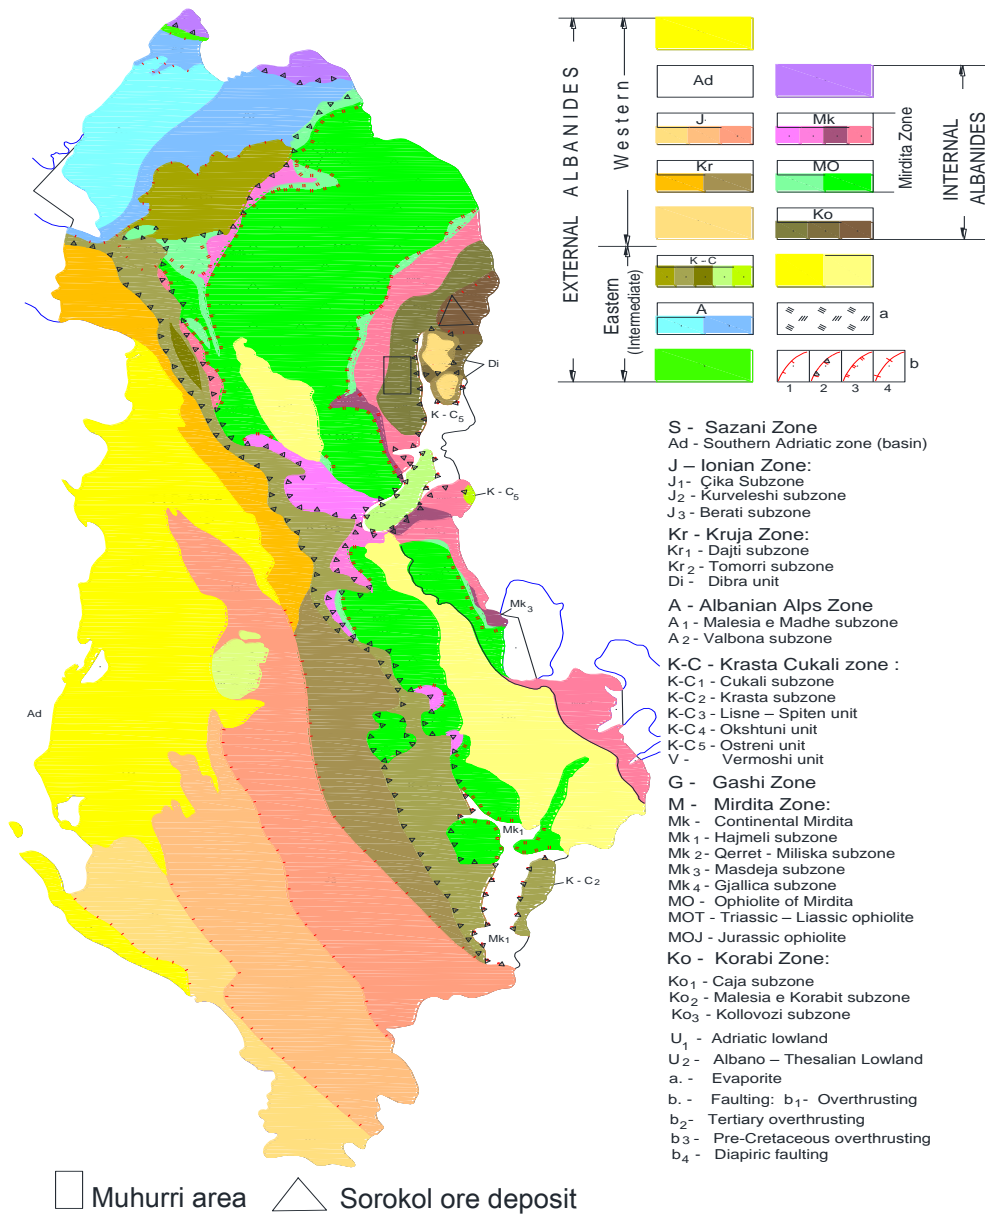 EXTERNAL ALBANIDES
Western
Eastern
(Intermediate)
Ad
J
Mk
Kr
MO
Ko
K - C
A
a
b
1 2 3 4
Mirdita Zone
INTERNAL
ALBANIDES
Di
K - C5
K - C5
Mk3
Ad
Mk1
K - C2
Mk1
S - Sazani Zone
Ad - Southern Adriatic zone (basin)
J – Ionian Zone:
J1- Çika Subzone
J2 - Kurveleshi subzone
J3 - Berati subzone
Kr - Kruja Zone:
Kr1 - Dajti subzone
Kr2 - Tomorri subzone
Di - Dibra unit
A - Albanian Alps Zone
A1 - Malesia e Madhe subzone
A2 - Valbona subzone
K-C - Krasta Cukali zone :
K-C1 - Cukali subzone
K-C2 - Krasta subzone
K-C3 - Lisne – Spiten unit
K-C4 - Okshtuni unit
K-C5 - Ostreni unit
V - Vermoshi unit
G - Gashi Zone
M - Mirdita Zone:
Mk - Continental Mirdita
Mk1 - Hajmeli subzone
Mk2 - Qerret - Miliska subzone
Mk3 - Masdeja subzone
Mk4 - Gjallica subzone
MO - Ophiolite of Mirdita
MOT - Triassic – Liassic ophiolite
MOJ - Jurassic ophiolite
Ko - Korabi Zone:
Ko1 - Caja subzone
Ko2 - Malesia e Korabit subzone
Ko3 - Kollovozi subzone
U1 - Adriatic lowland
U2 - Albano – Thesalian Lowland
a. - Evaporite
b. - Faulting: b1- Overthrusting
b2- Tertiary overthrusting
b3 - Pre-Cretaceous overthrusting
b4 - Diapiric faulting
Muhurri area Sorokol ore deposit